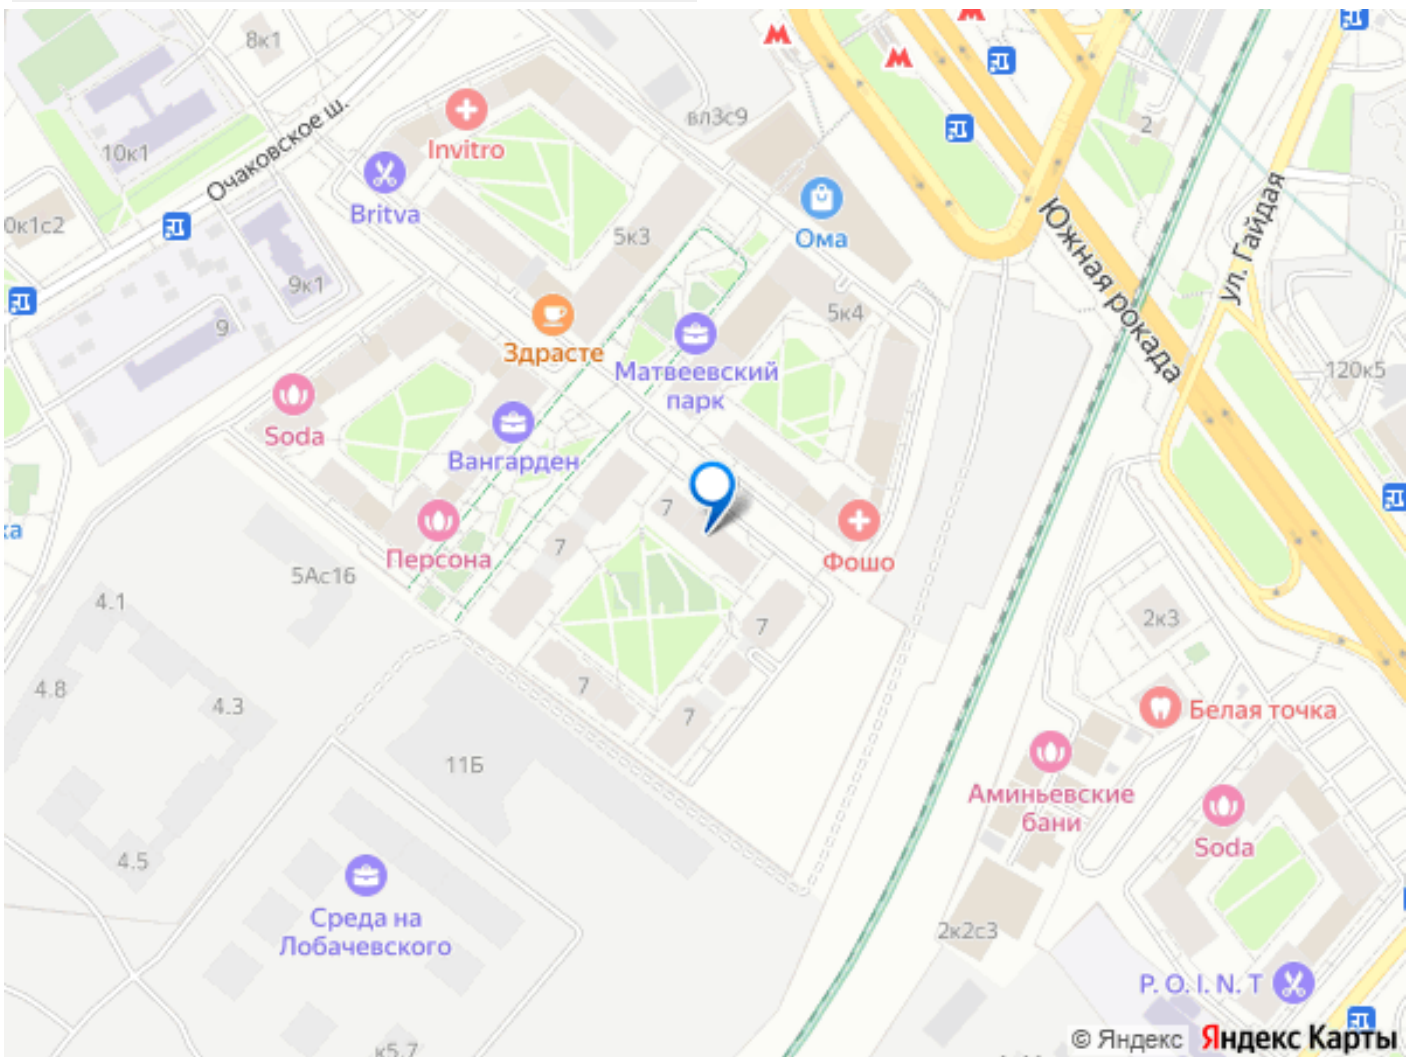 8к1
вл3с9
2
Очаковское ш.
Invitro
10к1
Britva
0к1с2
5к3
Ома
Южная рокада
ул. Гайдая
9к1
9
5к4
Здрасте
Матвеевский
парк
120к5
Soda
Вангарден
7
ка
Персона
7
Фошо
5Ас16
4.1
7
2к3
4.8
4.3
7
7
Белая точка
11Б
Аминьевские
бани
Soda
4.5
Среда на
Лобачевского
2к2с3
P. O. I. N. T
к5.7
© Яндекс Яндекс Карты